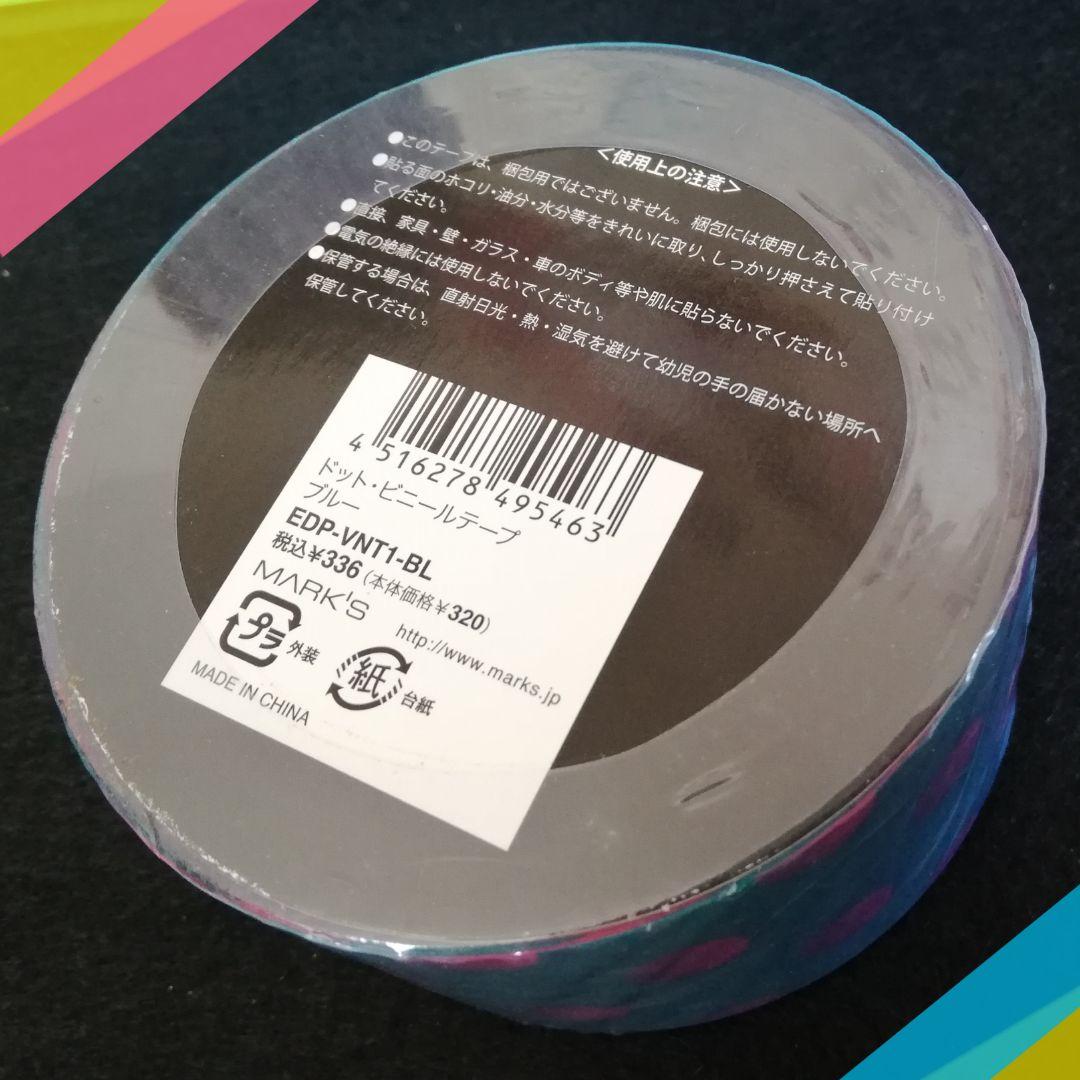 <使用上の注意>
●このテープは、梱包用ではございません。梱包には使用しないでください。
●貼る面のホコリ・油分・水分等をきれいに取り、しっかり押さえて貼り付け
てください。
●直接、家具・壁・ガラス・車のボディ等や肌に貼らないでください。
●電気の絶縁には使用しないでください。
●保管する場合は、直射日光・熱・湿気を避けて幼児の手の届かない場所へ
保管してください。
4 516278 495463
ドット・ビニールテープ
ブルー
EDP-VNT1-BL
税込¥336 (本体価格¥320)
MARK'S
http://www.marks.jp
プラ 外装
紙 台紙
MADE IN CHINA